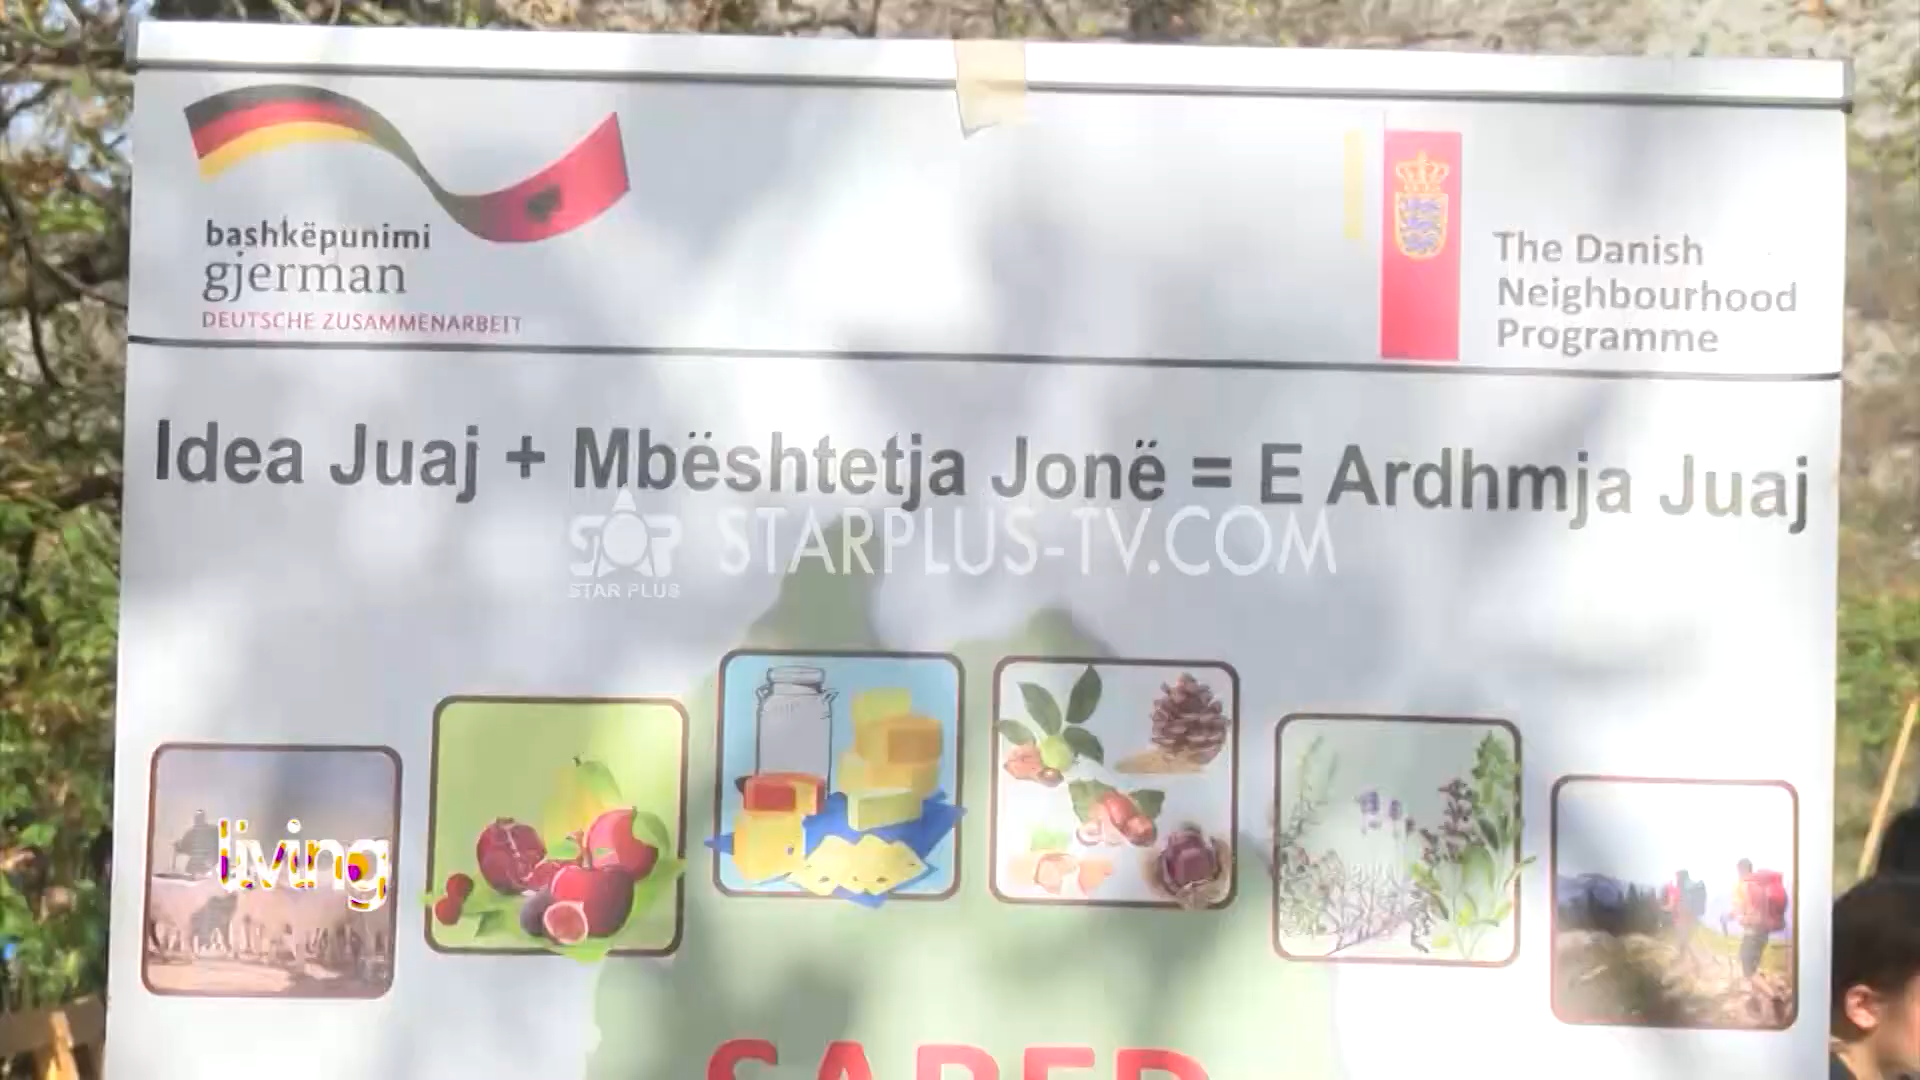 bashkëpunimi
gjerman
DEUTSCHE ZUSAMMENARBEIT
The Danish
Neighbourhood
Programme
Idea Juaj + Mbështetja Jonë = E Ardhmja Juaj
STAR PLUS
STARPLUS-TV.COM
living